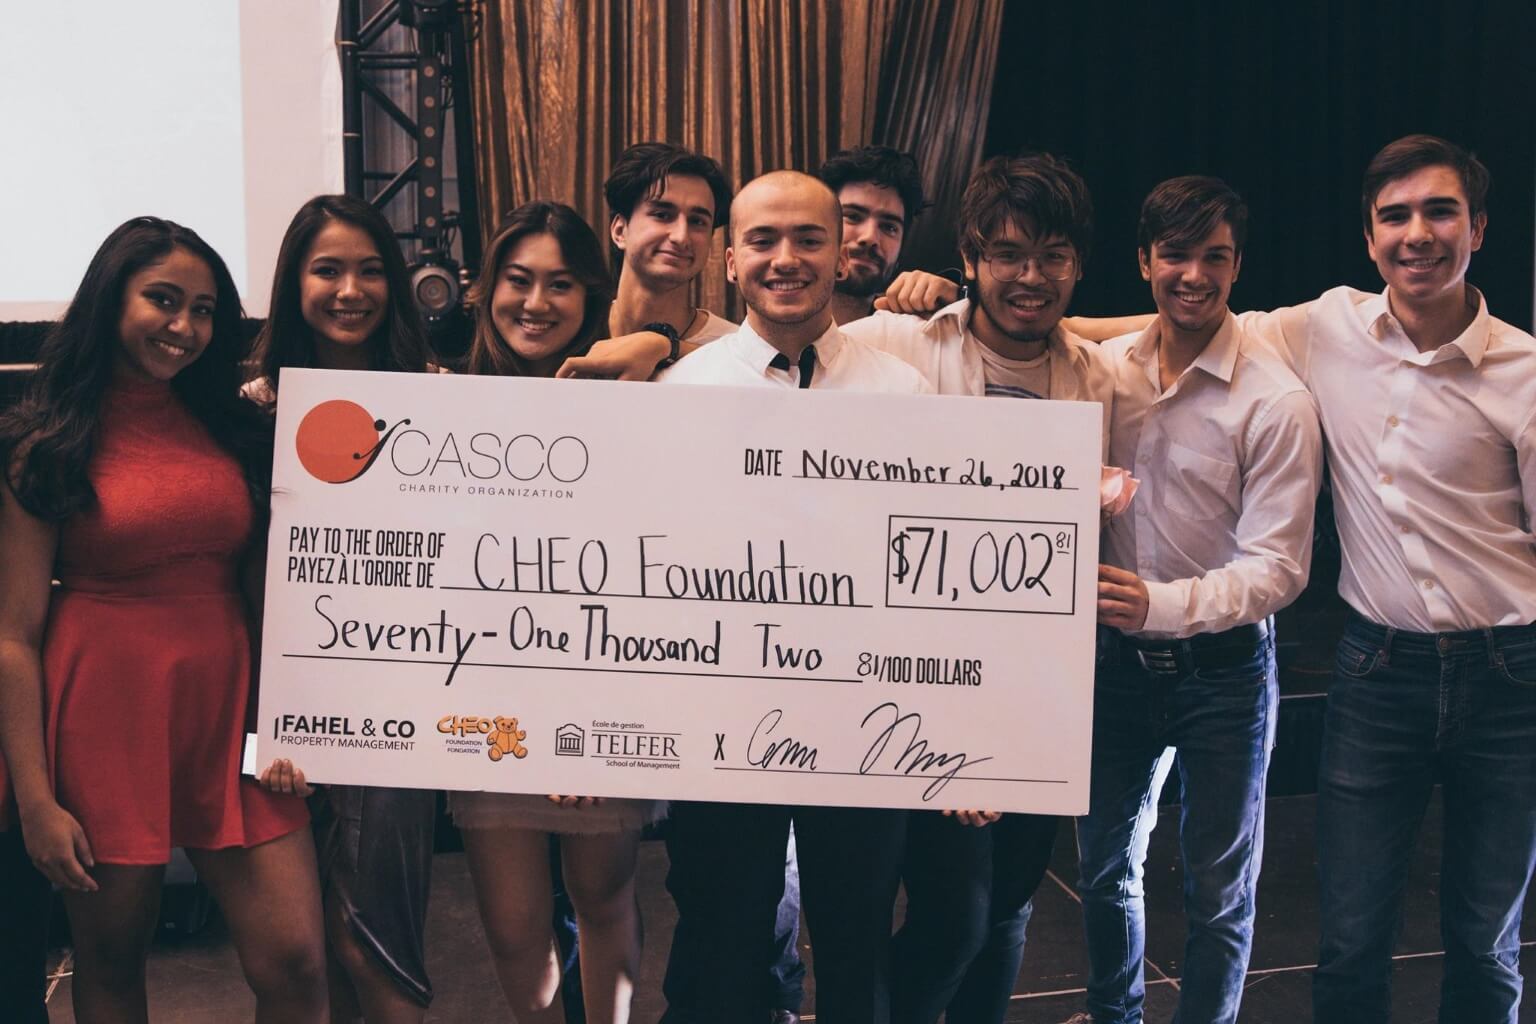 CASCO
CHARITY ORGANIZATION
DATE November 26, 2018
PAY TO THE ORDER OF
PAYEZ À L'ORDRE DE CHEO Foundation $71,002 81
Seventy-One Thousand Two 81/100 DOLLARS
FAHEL & CO
PROPERTY MANAGEMENT
CHEO
FOUNDATION
FONDATION
École de gestion
TELFER
School of Management
X